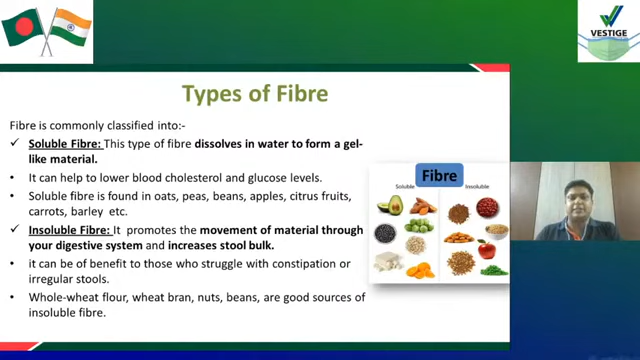 VESTIGE
Types of Fibre
Fibre is commonly classified into:-
✓ Soluble Fibre: This type of fibre dissolves in water to form a gel-
like material.
• It can help to lower blood cholesterol and glucose levels.
• Soluble fibre is found in oats, peas, beans, apples, citrus fruits,
carrots, barley etc.
✓ Insoluble Fibre: It promotes the movement of material through
your digestive system and increases stool bulk.
• it can be of benefit to those who struggle with constipation or
irregular stools.
• Whole-wheat flour, wheat bran, nuts, beans, are good sources of
insoluble fibre.
Fibre
Soluble
Insoluble